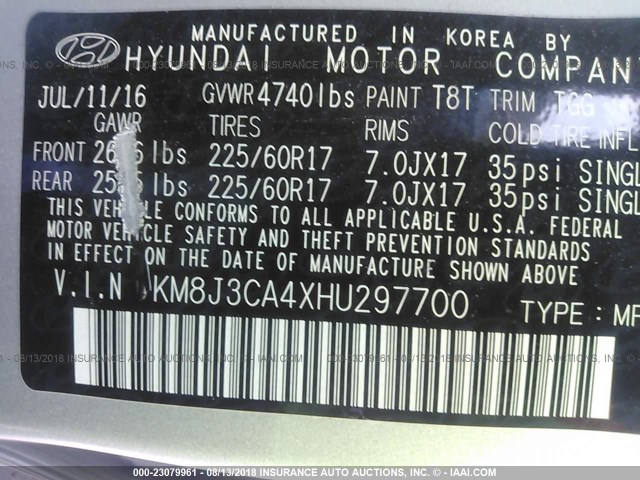 MANUFACTURED IN KOREA BY
HYUNDAI MOTOR COMPANY
JUL/11/16 GVWR4740lbs PAINT T8T TRIM TGG
GAWR TIRES RIMS COLD TIRE INFL
FRONT lbs 225/60R17 7.0JX17 35psi SINGL
REAR lbs 225/60R17 7.0JX17 35psi SINGL
THIS VEHICLE CONFORMS TO ALL APPLICABLE U.S.A. FEDERAL
MOTOR VEHICLE SAFETY AND THEFT PREVENTION STANDARDS
IN EFFECT ON THE DATE OF MANUFACTURE SHOWN ABOVE
V.I.N KM8J3CA4XHU297700
TYPE: MP
000-23079961 - 08/13/2018 INSURANCE AUTO AUCTIONS. - IAAI.COM